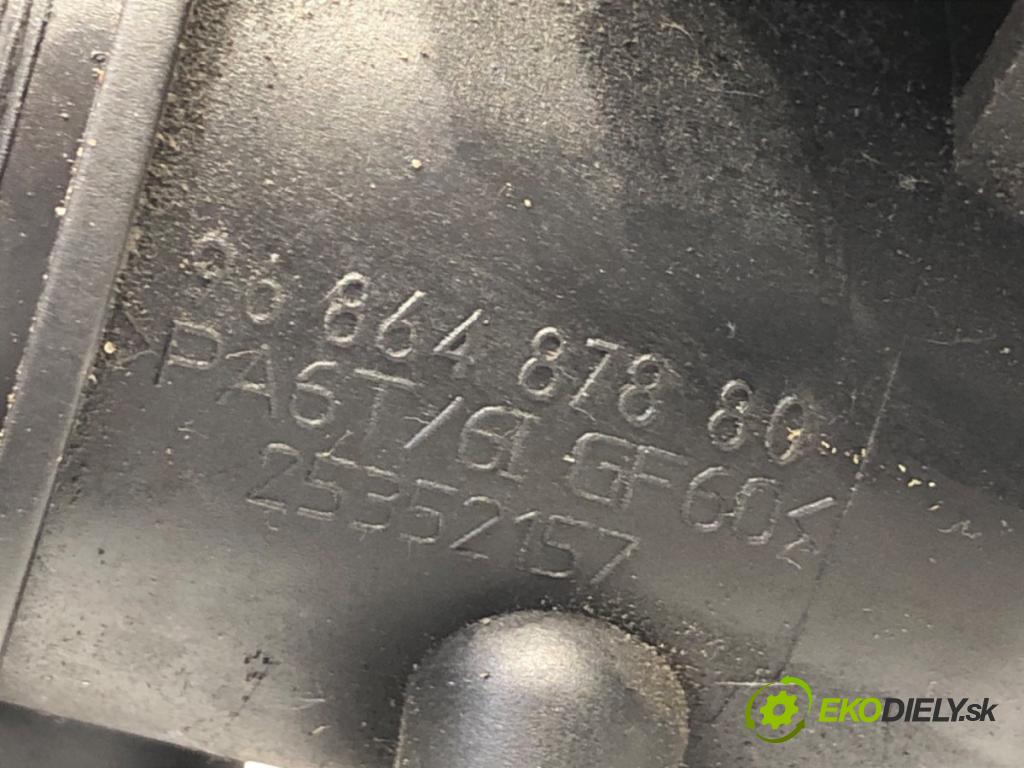 96 864 878 80
>PA6T/6I GF60<
25352157
EKODIELY.sk